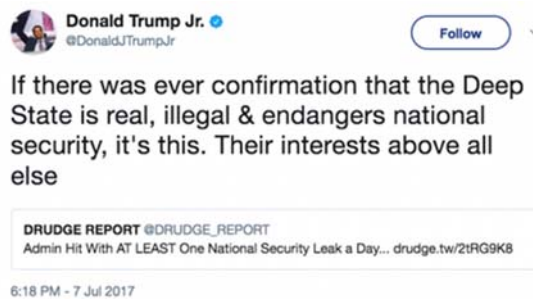 Donald Trump Jr.
@DonaldJTrumpJr
Follow
If there was ever confirmation that the Deep
State is real, illegal & endangers national
security, it's this. Their interests above all
else
DRUDGE REPORT @DRUDGE_REPORT
Admin Hit With AT LEAST One National Security Leak a Day... drudge.tw/2tRG9K8
6:18 PM - 7 Jul 2017